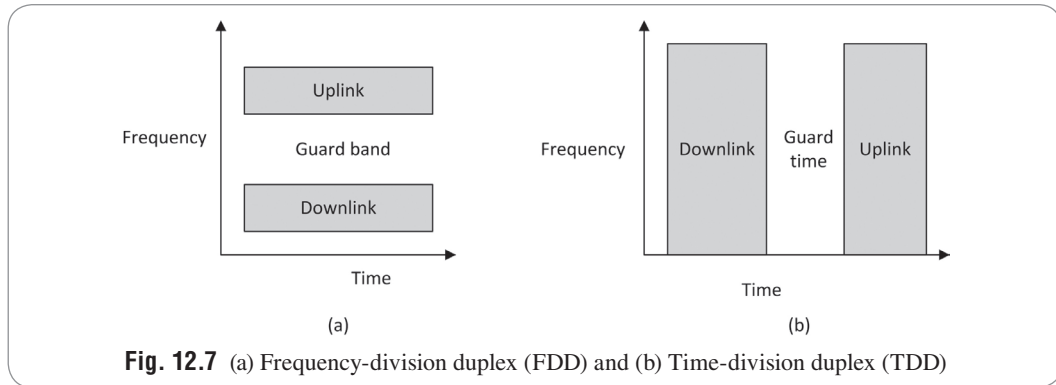 Uplink
Frequency
Guard band
Downlink
Time
(a)
Frequency
Downlink
Guard
time
Uplink
Time
(b)
Fig. 12.7 (a) Frequency-division duplex (FDD) and (b) Time-division duplex (TDD)